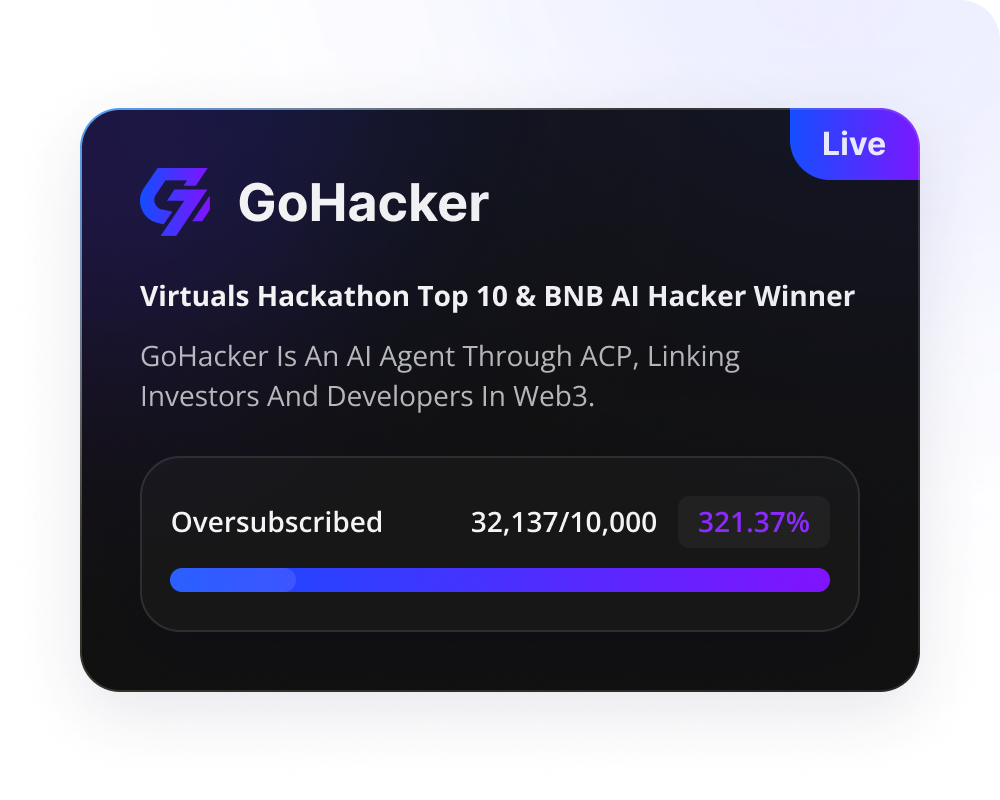 Live
GoHacker
Virtuals Hackathon Top 10 & BNB AI Hacker Winner
GoHacker Is An AI Agent Through ACP, Linking
Investors And Developers In Web3.
Oversubscribed 32,137/10,000 321.37%